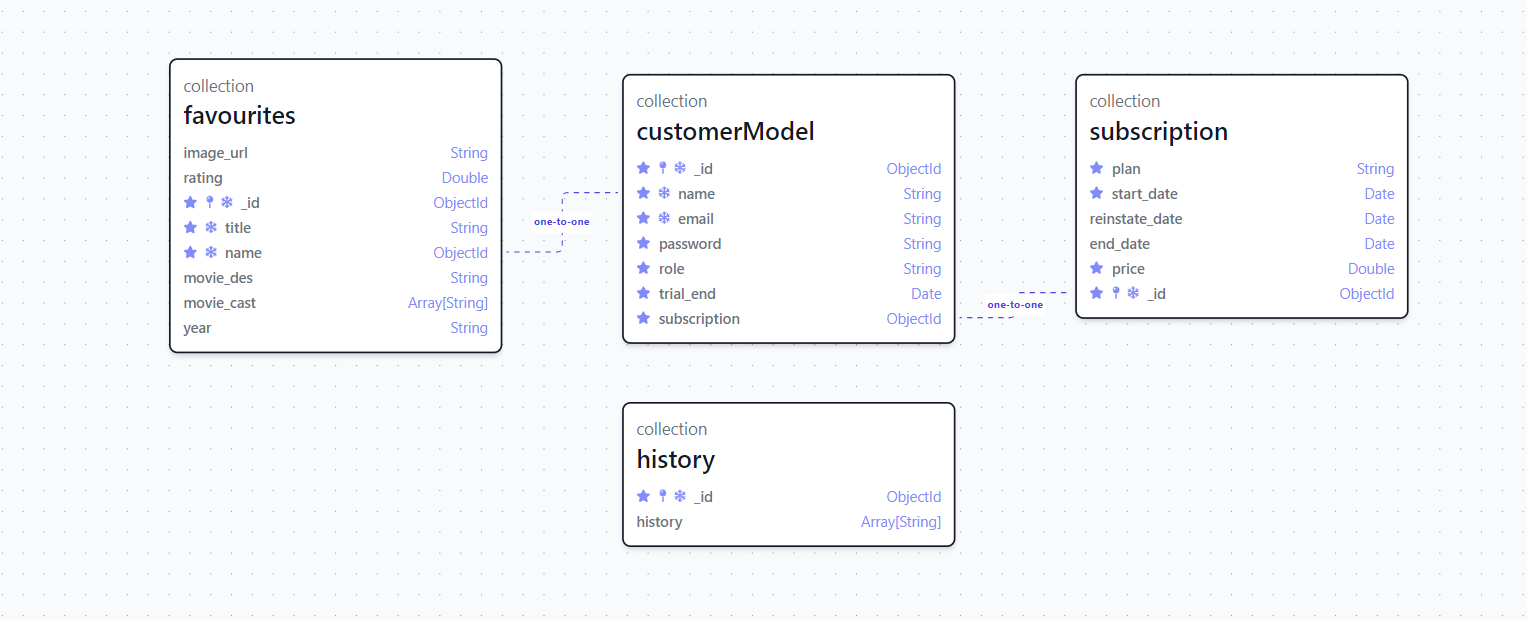 collection
favourites
image_url String
rating Double
_id ObjectId
title String
name ObjectId
movie_des String
movie_cast Array[String]
year String
one-to-one
collection
customerModel
_id ObjectId
name String
email String
password String
role String
trial_end Date
subscription ObjectId
one-to-one
collection
subscription
plan String
start_date Date
reinstate_date Date
end_date Date
price Double
_id ObjectId
collection
history
_id ObjectId
history Array[String]